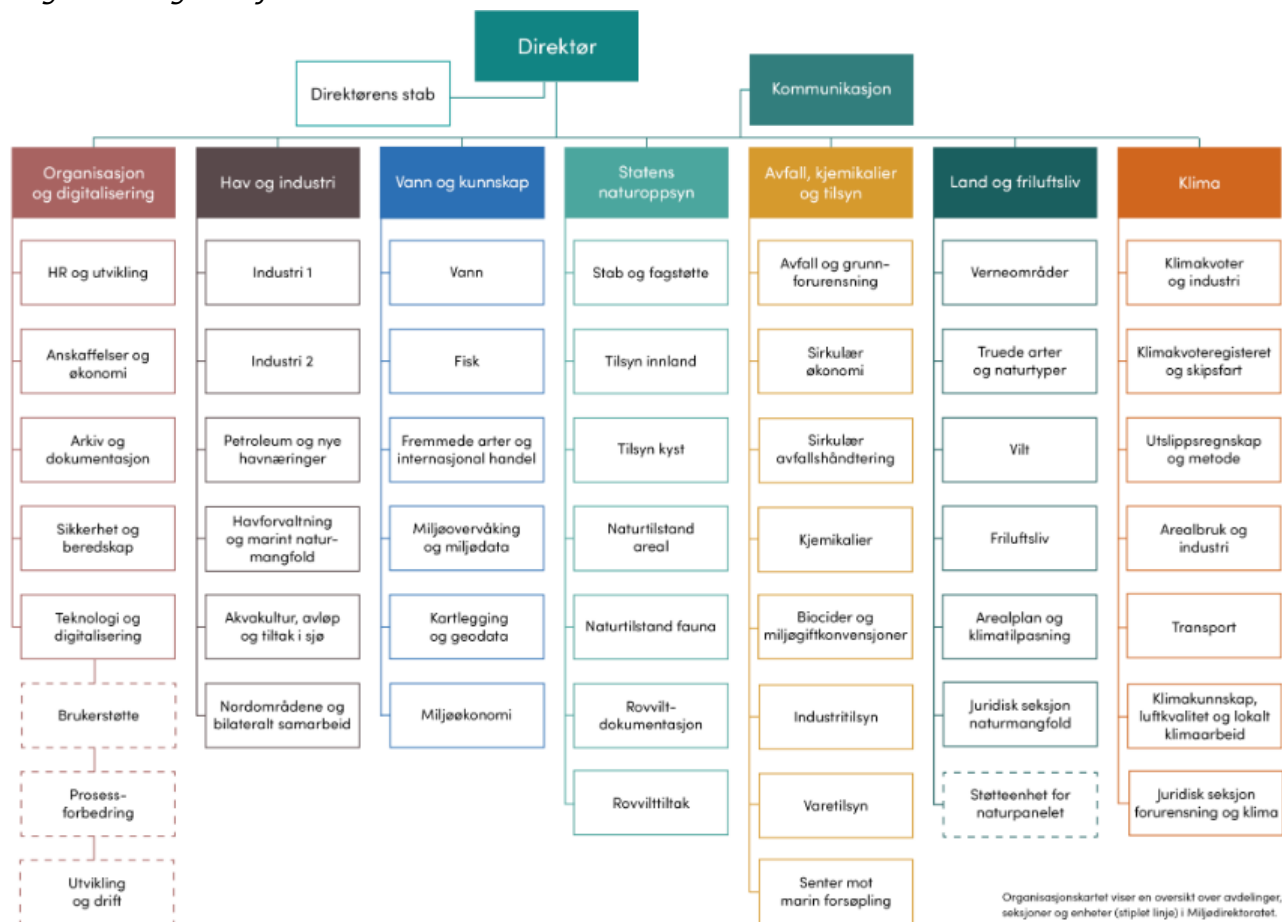 Direktør
Direktørens stab
Kommunikasjon
Organisasjon
og digitalisering
HR og utvikling
Anskaffelser og
økonomi
Arkiv og
dokumentasjon
Sikkerhet og
beredskap
Teknologi og
digitalisering
Brukerstøtte
Prosess-
forbedring
Utvikling
og drift
Hav og industri
Industri 1
Industri 2
Petroleum og nye
havnæringer
Havforvaltning
og marint natur-
mangfold
Akvakultur, avløp
og tiltak i sjø
Nordområdene og
bilateralt samarbeid
Vann og kunnskap
Vann
Fisk
Fremmede arter og
internasjonal handel
Miljøovervåking
og miljødata
Kartlegging
og geodata
Miljøøkonomi
Statens
naturoppsyn
Stab og fagstøtte
Tilsyn innland
Tilsyn kyst
Naturtilstand
areal
Naturtilstand fauna
Rovvilt-
dokumentasjon
Rovvilttiltak
Avfall, kjemikalier
og tilsyn
Avfall og grunn-
forurensning
Sirkulær
økonomi
Sirkulær
avfallshåndtering
Kjemikalier
Biocider og
miljøgiftkonvensjoner
Industritilsyn
Varetilsyn
Senter mot
marin forsøpling
Land og friluftsliv
Verneområder
Truede arter
og naturtyper
Vilt
Friluftsliv
Arealplan og
klimatilpasning
Juridisk seksjon
naturmangfold
Støtteenhet for
naturpanelet
Klima
Klimakvoter
og industri
Klimakvoteregisteret
og skipsfart
Utslippsregnskap
og metode
Arealbruk og
industri
Transport
Klimakunnskap,
luftkvalitet og lokalt
klimaarbeid
Juridisk seksjon
forurensning og klima
Organisasjonskartet viser en oversikt over avdelinger,
seksjoner og enheter (stiplet linje) i Miljødirektoratet.